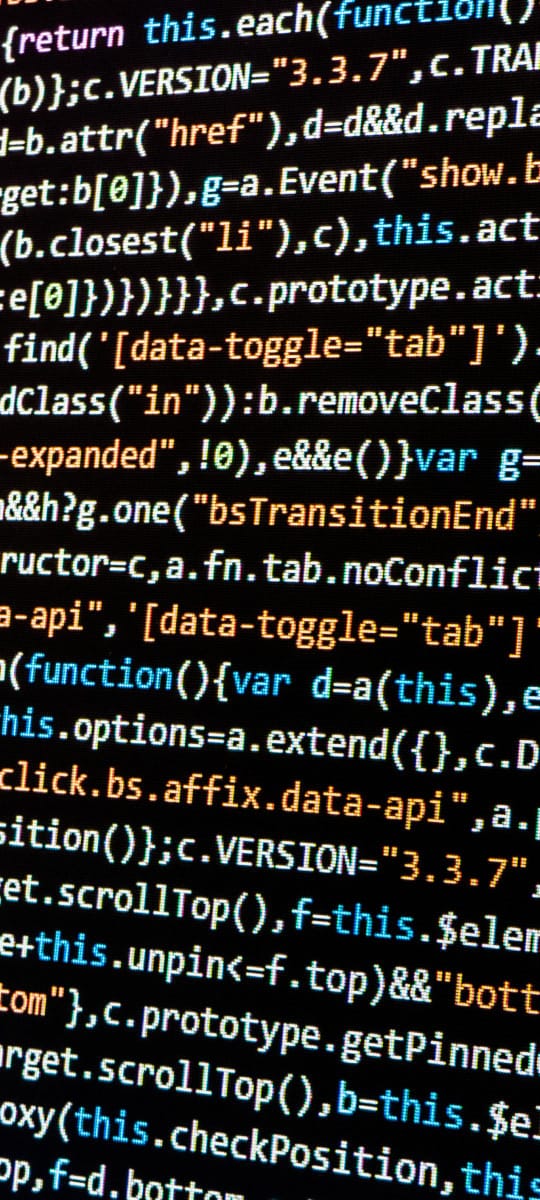 {return this.each(function()
(b)};c.VERSION="3.3.7",c.TRA
=b.attr("href"),d=d&&d.repla
get:b[0]}),g=a.Event("show.b
(b.closest("li"),c),this.act
:e[0]})})}}},c.prototype.act
find('[data-toggle="tab"]').
dClass("in")):b.removeClass(
-expanded",!0),e&&e()}var g=
&&h?g.one("bsTransitionEnd"
ructor=c,a.fn.tab.noConflict
a-api",'[data-toggle="tab"]'
(function(){var d=a(this),e
his.options=a.extend({},c.D
click.bs.affix.data-api",a.
sition()};c.VERSION="3.3.7",
get.scrollTop(),f=this.$elem
e+this.unpin<=f.top)&&"bott
tom"},c.prototype.getPinned
arget.scrollTop(),b=this.$el
oxy(this.checkPosition,this
op,f=d.bottom